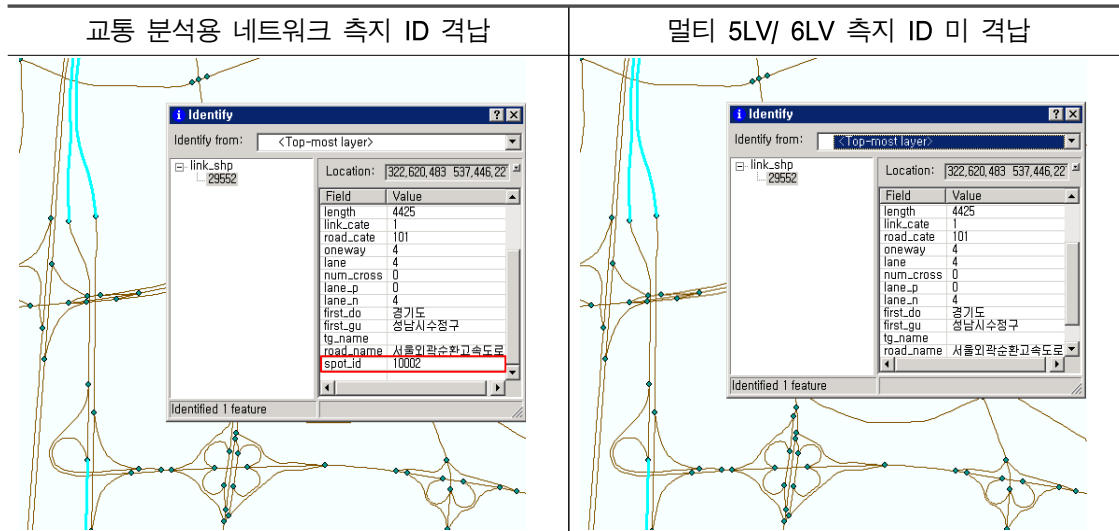 교통 분석용 네트워크 측지 ID 격납
멀티 5LV/ 6LV 측지 ID 미 격납
i Identify
Identify from: <Top-most layer>
link_shp
29552
Location: 322,620,483 537,446,22
Field Value
length 4425
link_cate 1
road_cate 101
oneway 4
lane 4
num_cross 0
lane_p 0
lane_n 4
first_do 경기도
first_gu 성남시수정구
tg_name
road_name 서울외곽순환고속도로
spot_id 10002
Identified 1 feature
i Identify
Identify from: <Top-most layer>
link_shp
29552
Location: 322,620,483 537,446,22
Field Value
length 4425
link_cate 1
road_cate 101
oneway 4
lane 4
num_cross 0
lane_p 0
lane_n 4
first_do 경기도
first_gu 성남시수정구
tg_name
road_name 서울외곽순환고속도로
Identified 1 feature